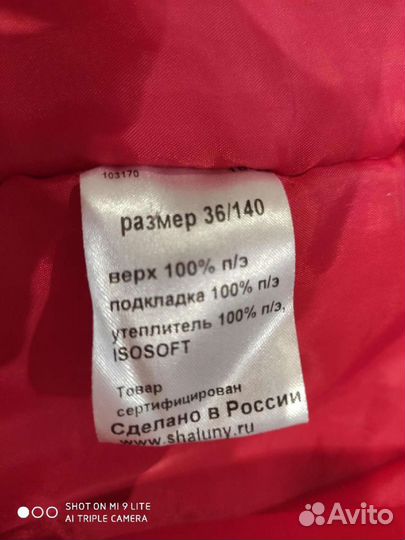 103170
размер 36/140
верх 100% п/э
подкладка 100% п/э
утеплитель 100% п/э,
ISOSOFT
Товар
сертифицирован
Сделано в России
www.shaluny.ru
SHOT ON MI 9 LITE
AI TRIPLE CAMERA
Avito